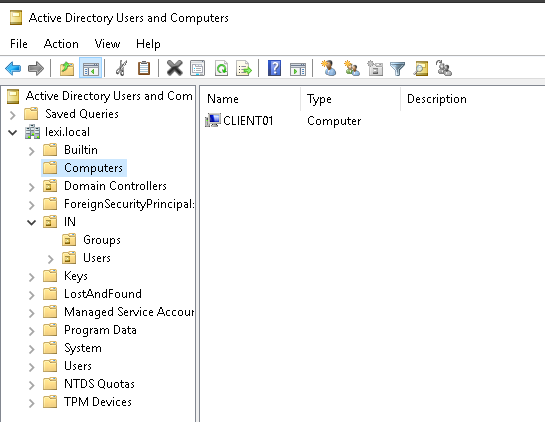 Active Directory Users and Computers
File Action View Help
Active Directory Users and Com
Saved Queries
lexi.local
Builtin
Computers
Domain Controllers
ForeignSecurityPrincipals
IN
Groups
Users
Keys
LostAndFound
Managed Service Accour
Program Data
System
Users
NTDS Quotas
TPM Devices
Name Type Description
CLIENT01 Computer